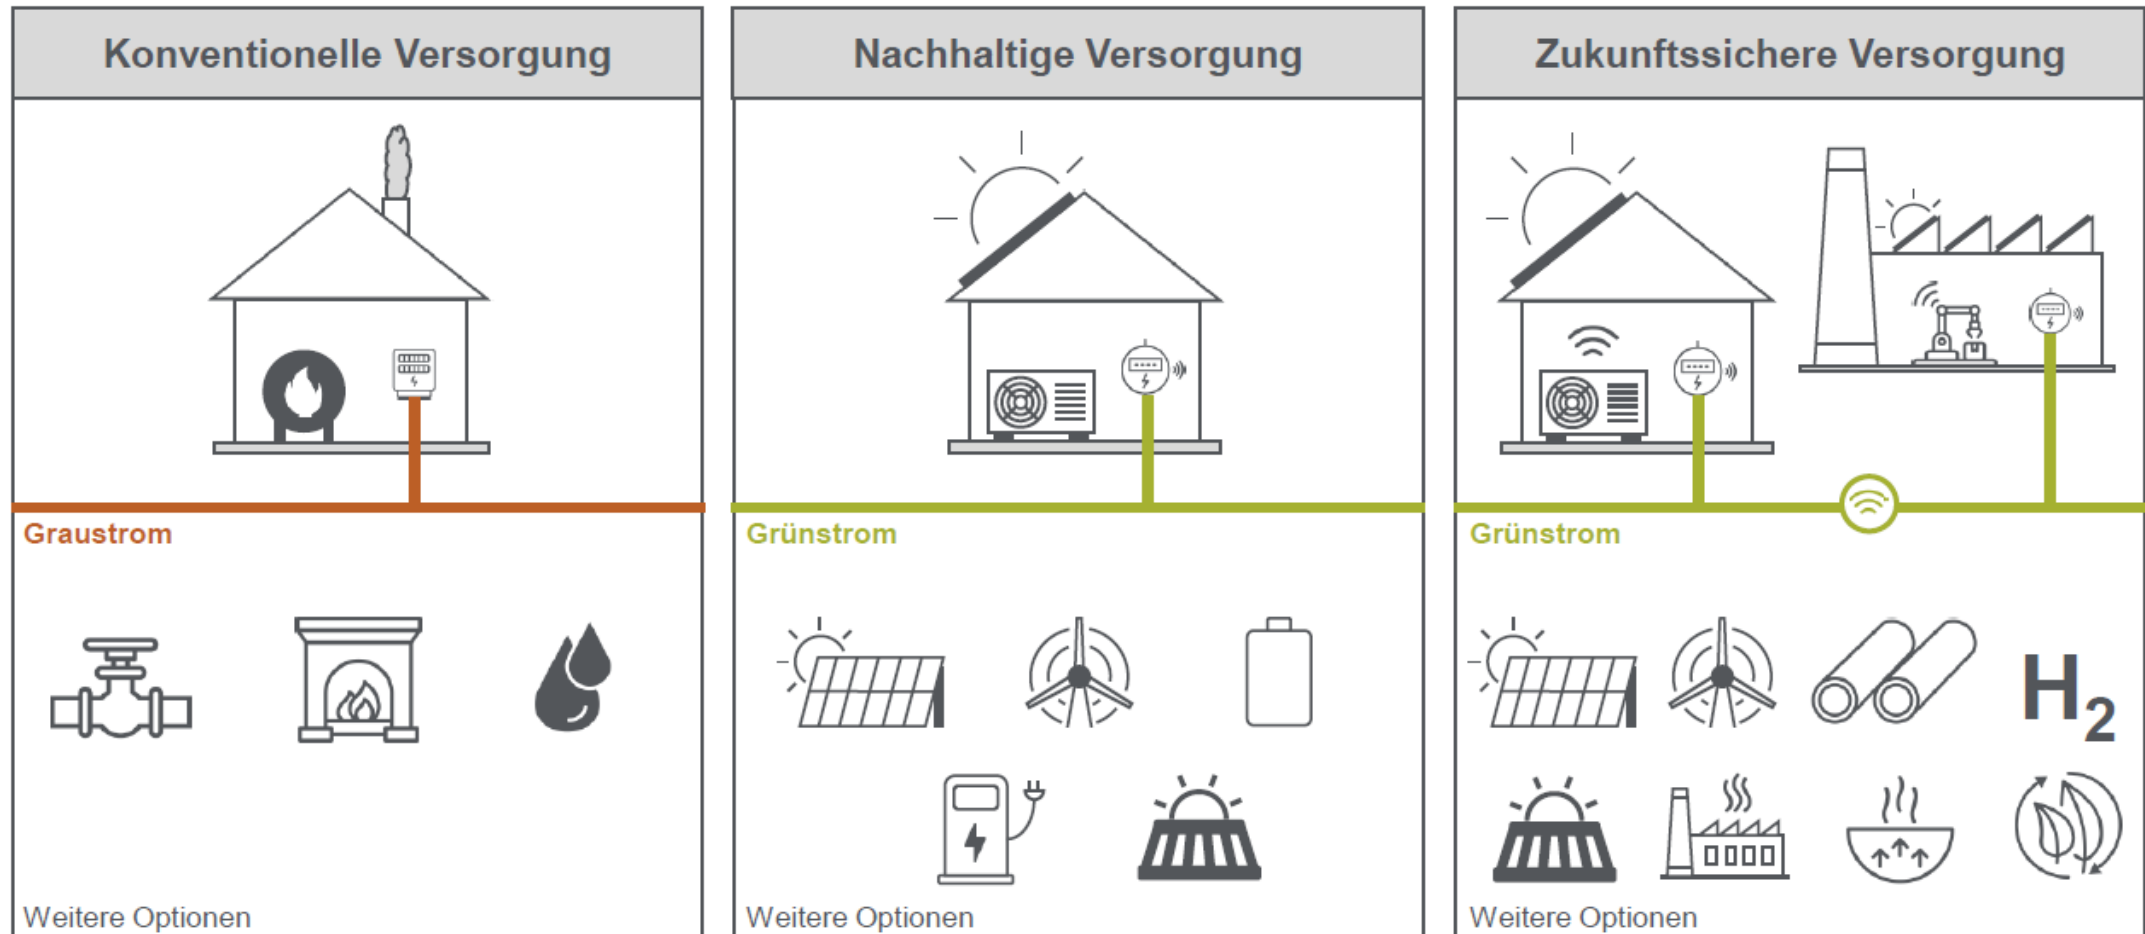 Konventionelle Versorgung
Nachhaltige Versorgung
Zukunftssichere Versorgung
Graustrom
Grünstrom
Grünstrom
H₂
Weitere Optionen
Weitere Optionen
Weitere Optionen